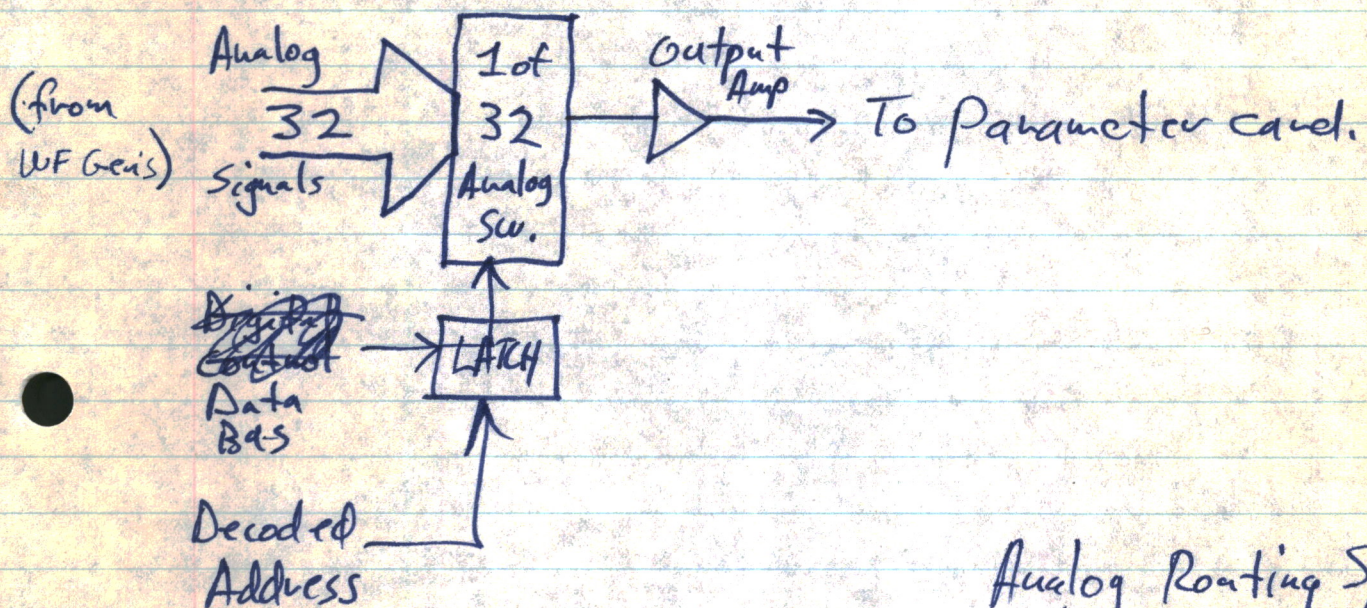 (from
WF Gens)
Analog
32
Signals
1 of
32
Analog
Sw.
Output
Amp
To Parameter card.
Data
Bus
LATCH
Decoded
Address
Analog Routing S